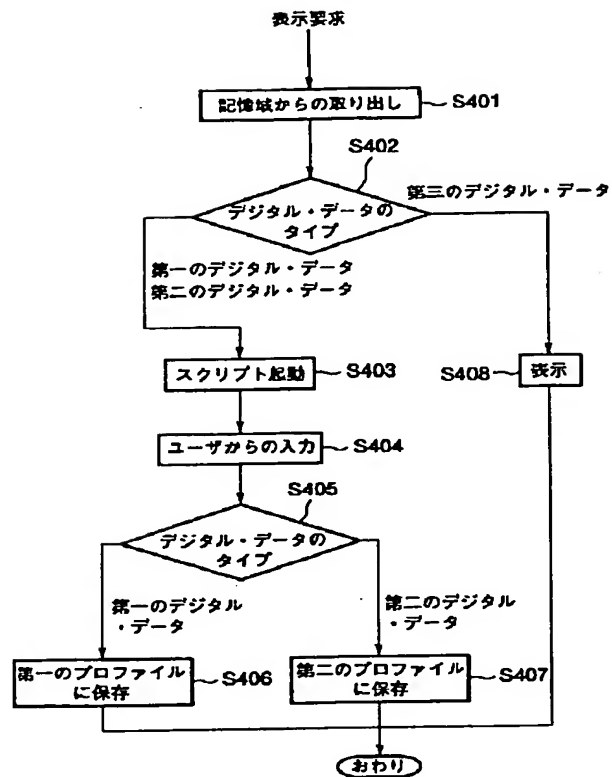 表示要求
記憶域からの取り出し
S401
S402
デジタル・データの
タイプ
第三のデジタル・データ
第一のデジタル・データ
第二のデジタル・データ
スクリプト起動
S403
S408
表示
ユーザからの入力
S404
S405
デジタル・データの
タイプ
第一のデジタル
・データ
第二のデジタル
・データ
第一のプロファイル
に保存
S406
第二のプロファイル
に保存
S407
おわり